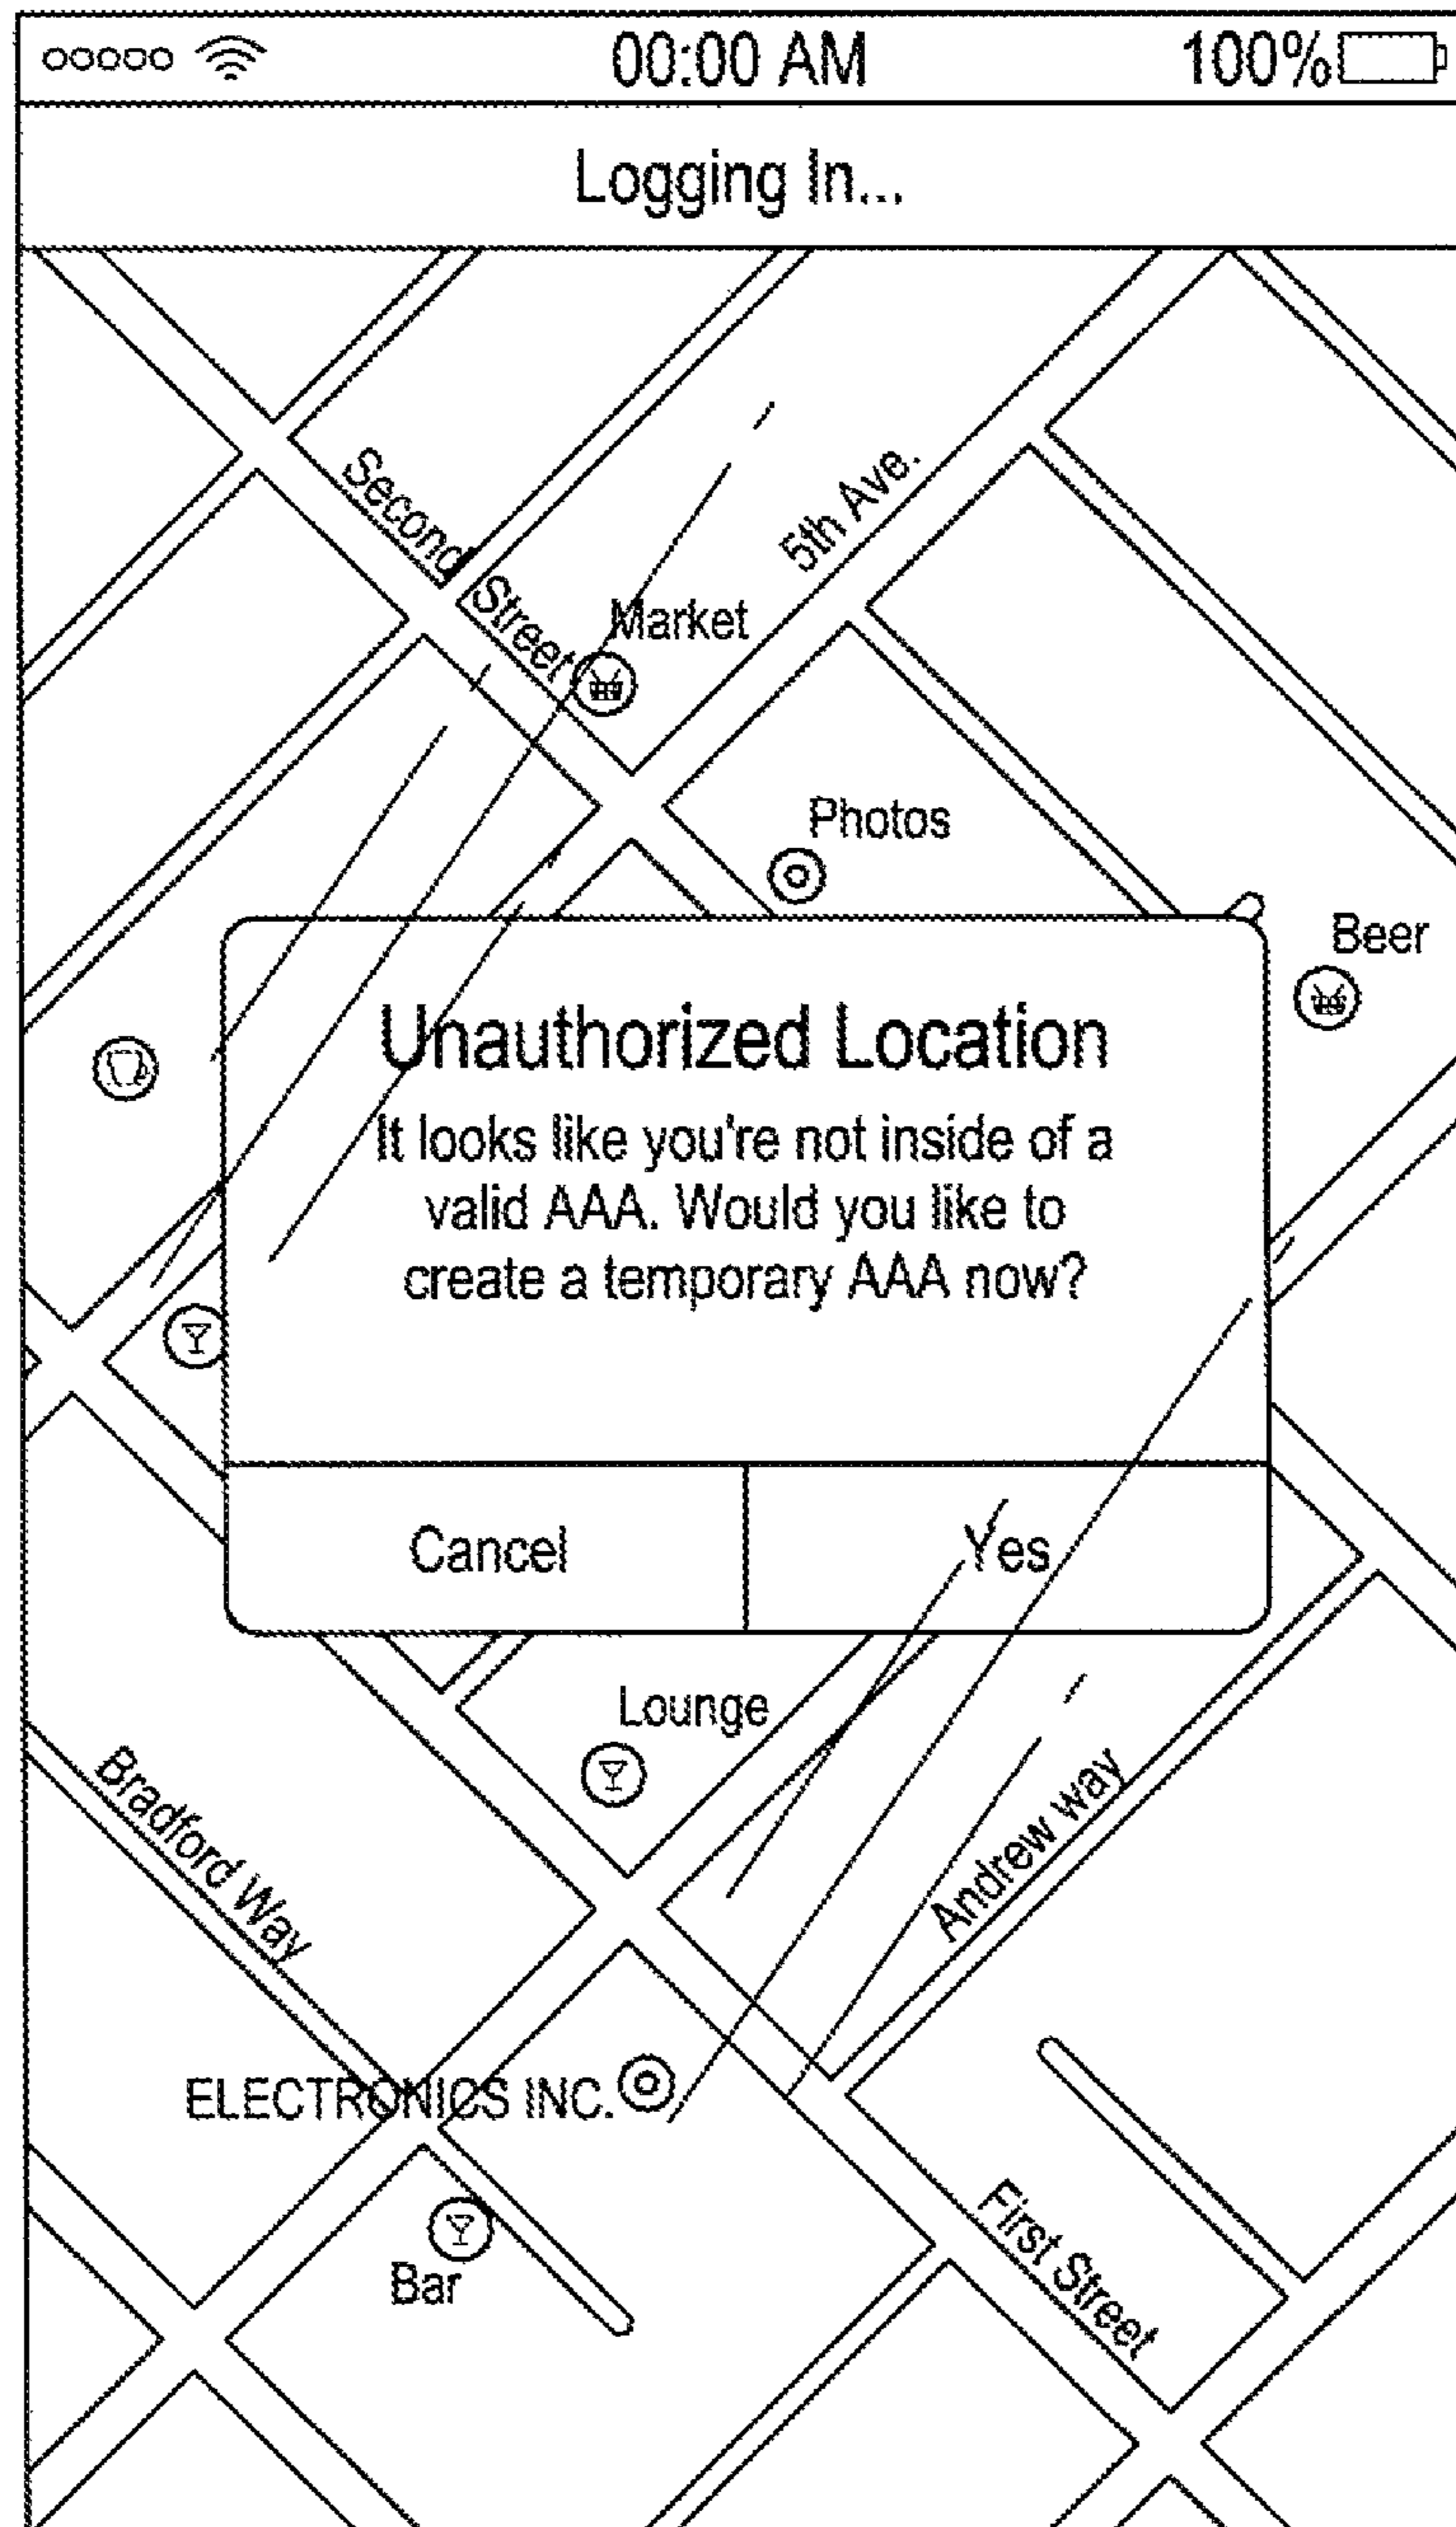 00:00 AM 100%
Logging In...
Second Street
5th Ave.
Market
Photos
Beer
Unauthorized Location
It looks like you're not inside of a
valid AAA. Would you like to
create a temporary AAA now?
Cancel Yes
Lounge
Bradford Way
Andrew way
ELECTRONICS INC.
First Street
Bar